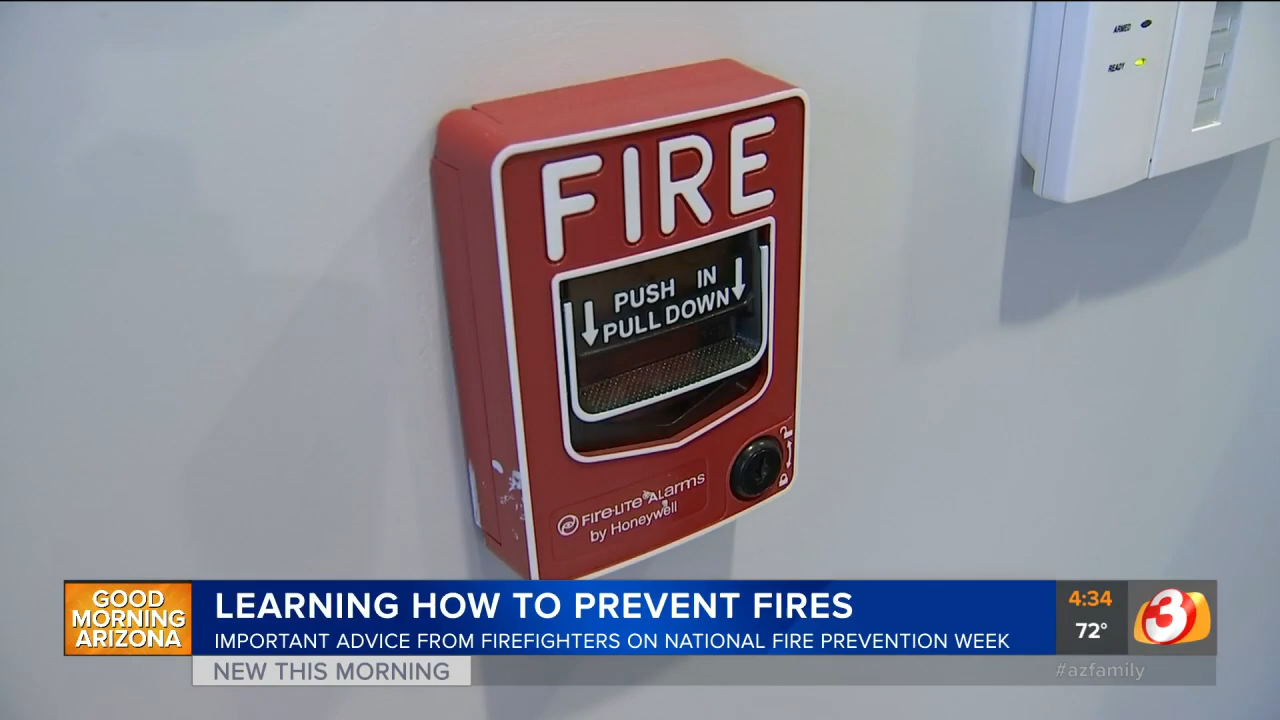 ARMED
READY
FIRE
PUSH IN
PULL DOWN
FIRE-LITE ALARMS
by Honeywell
GOOD
MORNING
ARIZONA
LEARNING HOW TO PREVENT FIRES
IMPORTANT ADVICE FROM FIREFIGHTERS ON NATIONAL FIRE PREVENTION WEEK
NEW THIS MORNING
4:34
72°
3
#azfamily